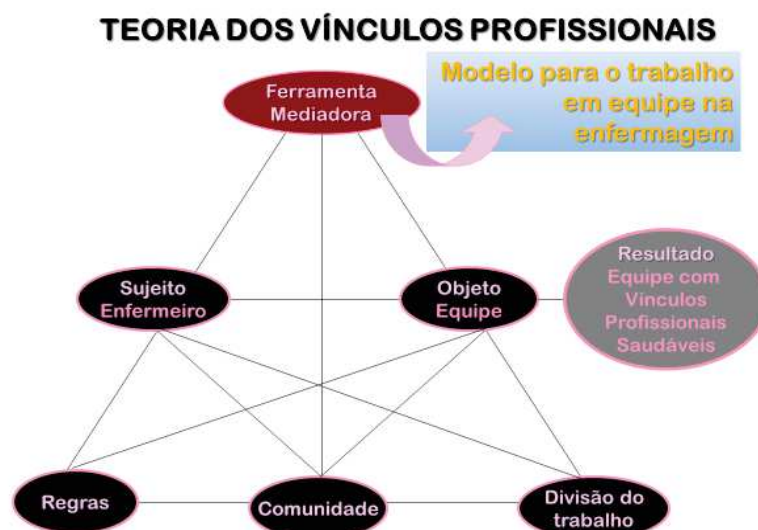 TEORIA DOS VÍNCULOS PROFISSIONAIS
Ferramenta
Mediadora
Modelo para o trabalho
em equipe na
enfermagem
Sujeito
Enfermeiro
Objeto
Equipe
Resultado
Equipe com
Vínculos
Profissionais
Saudáveis
Regras
Comunidade
Divisão do
trabalho